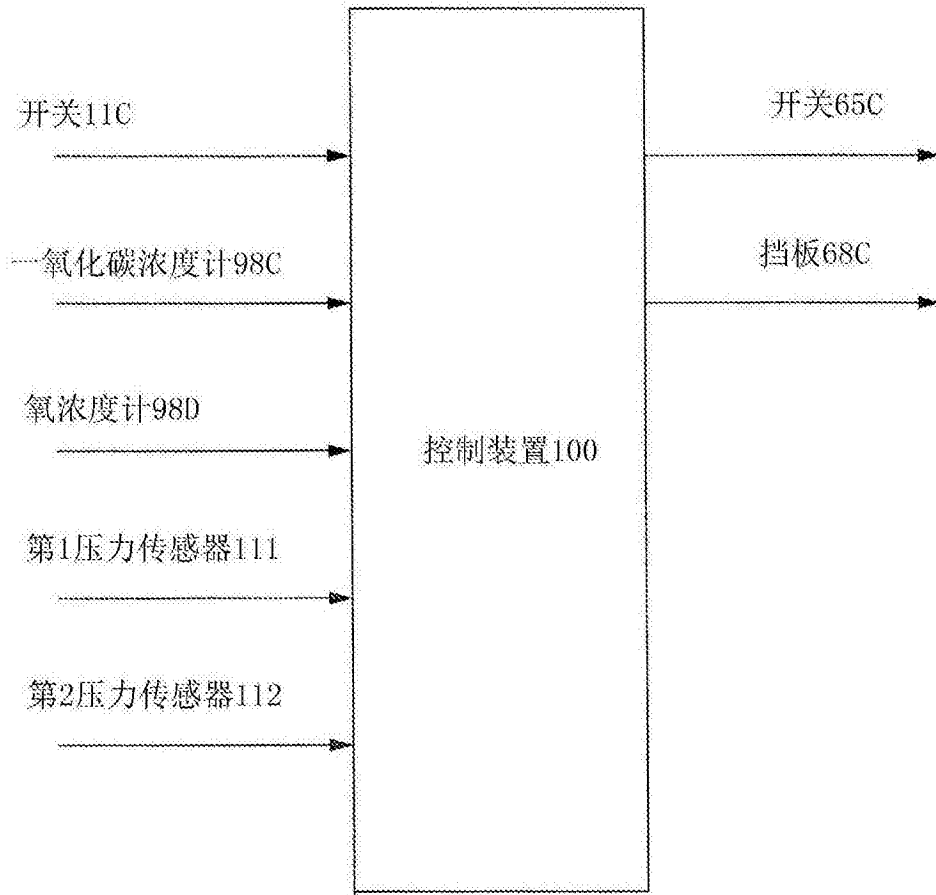 开关11C
开关65C
一氧化碳浓度计98C
挡板68C
氧浓度计98D
控制装置100
第1压力传感器111
第2压力传感器112